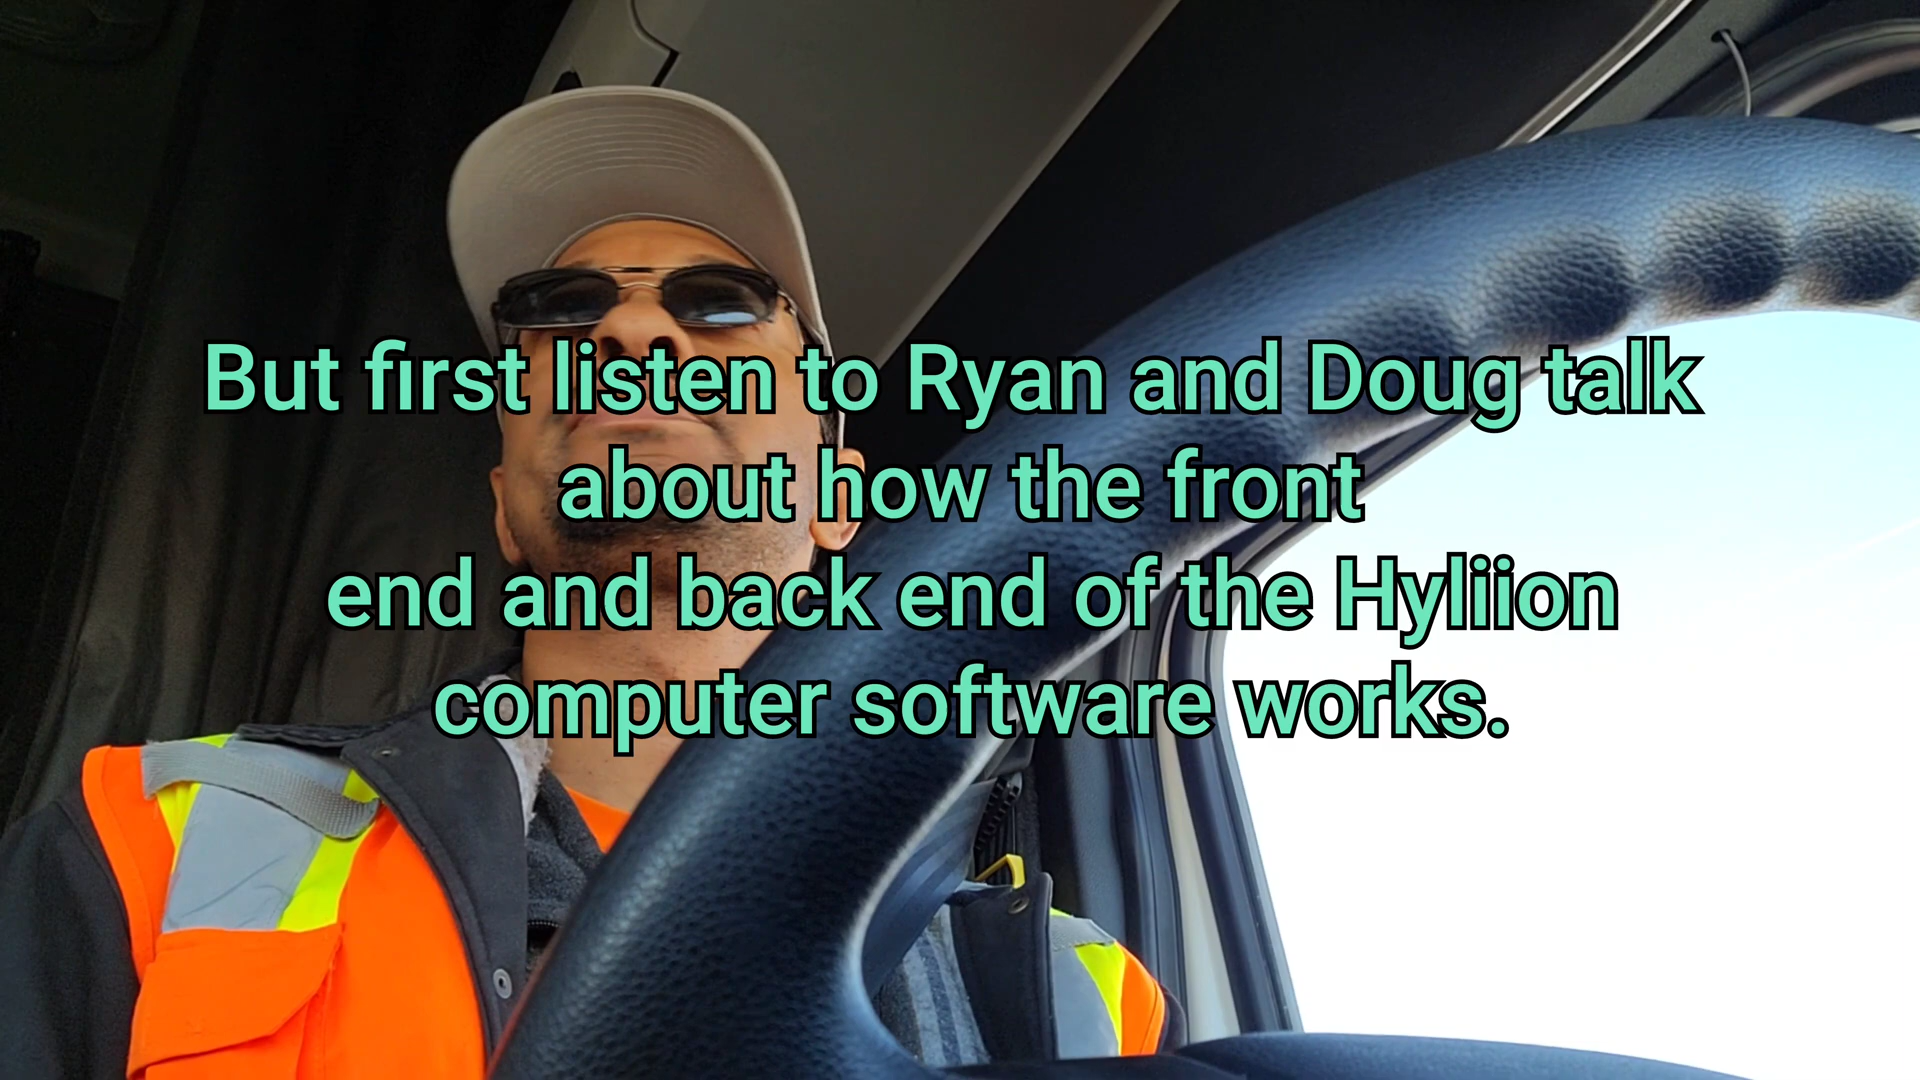 But first listen to Ryan and Doug talk
about how the front
end and back end of the Hyliion
computer software works.